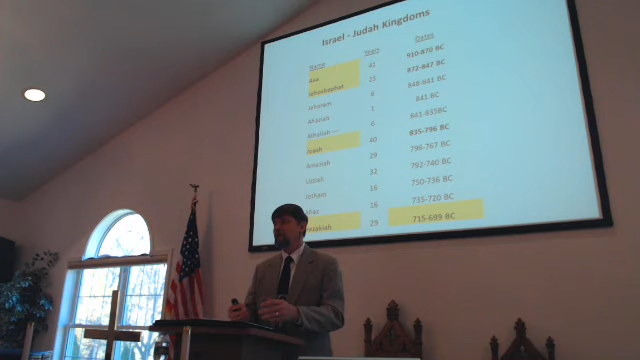 Israel - Judah Kingdoms
Name Years Dates
Asa 41 910-870 BC
Jehoshaphat 25 872-847 BC
Jehoram 848-841 BC
Ahaziah 1 841 BC
Athaliah 6 841-835BC
Joash 40 835-796 BC
Amaziah 29 796-767 BC
Uzziah 32 792-740 BC
Jotham 16 750-736 BC
Ahaz 16 735-720 BC
Hezekiah 29 715-699 BC